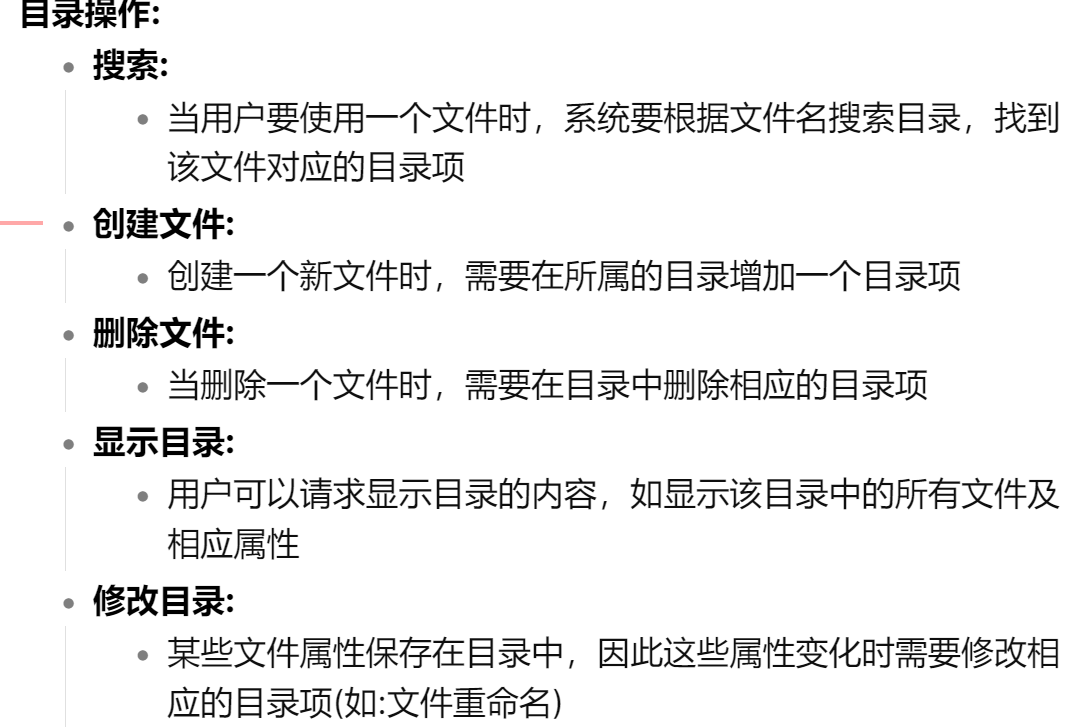 目录操作:
搜索:
当用户要使用一个文件时，系统要根据文件名搜索目录，找到
该文件对应的目录项
创建文件:
创建一个新文件时，需要在所属的目录增加一个目录项
删除文件:
当删除一个文件时，需要在目录中删除相应的目录项
显示目录:
用户可以请求显示目录的内容，如显示该目录中的所有文件及
相应属性
修改目录:
某些文件属性保存在目录中，因此这些属性变化时需要修改相
应的目录项(如:文件重命名)